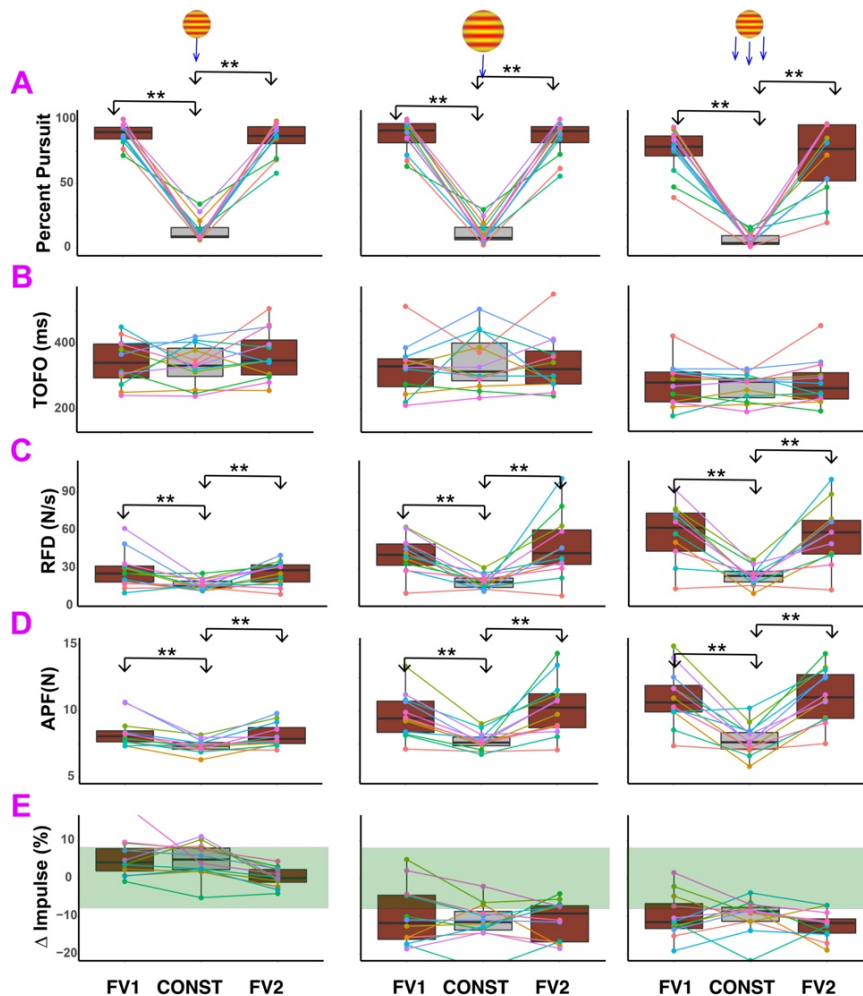 ** ** ** ** ** **
A
Percent Pursuit
100
50
0
B
TOFO (ms)
400
200
C
** ** ** ** ** **
RFD (N/s)
90
60
30
0
D
** ** ** ** ** **
APF(N)
15
10
5
E
Δ Impulse (%)
10
0
−10
−20
FV1 CONST FV2 FV1 CONST FV2 FV1 CONST FV2